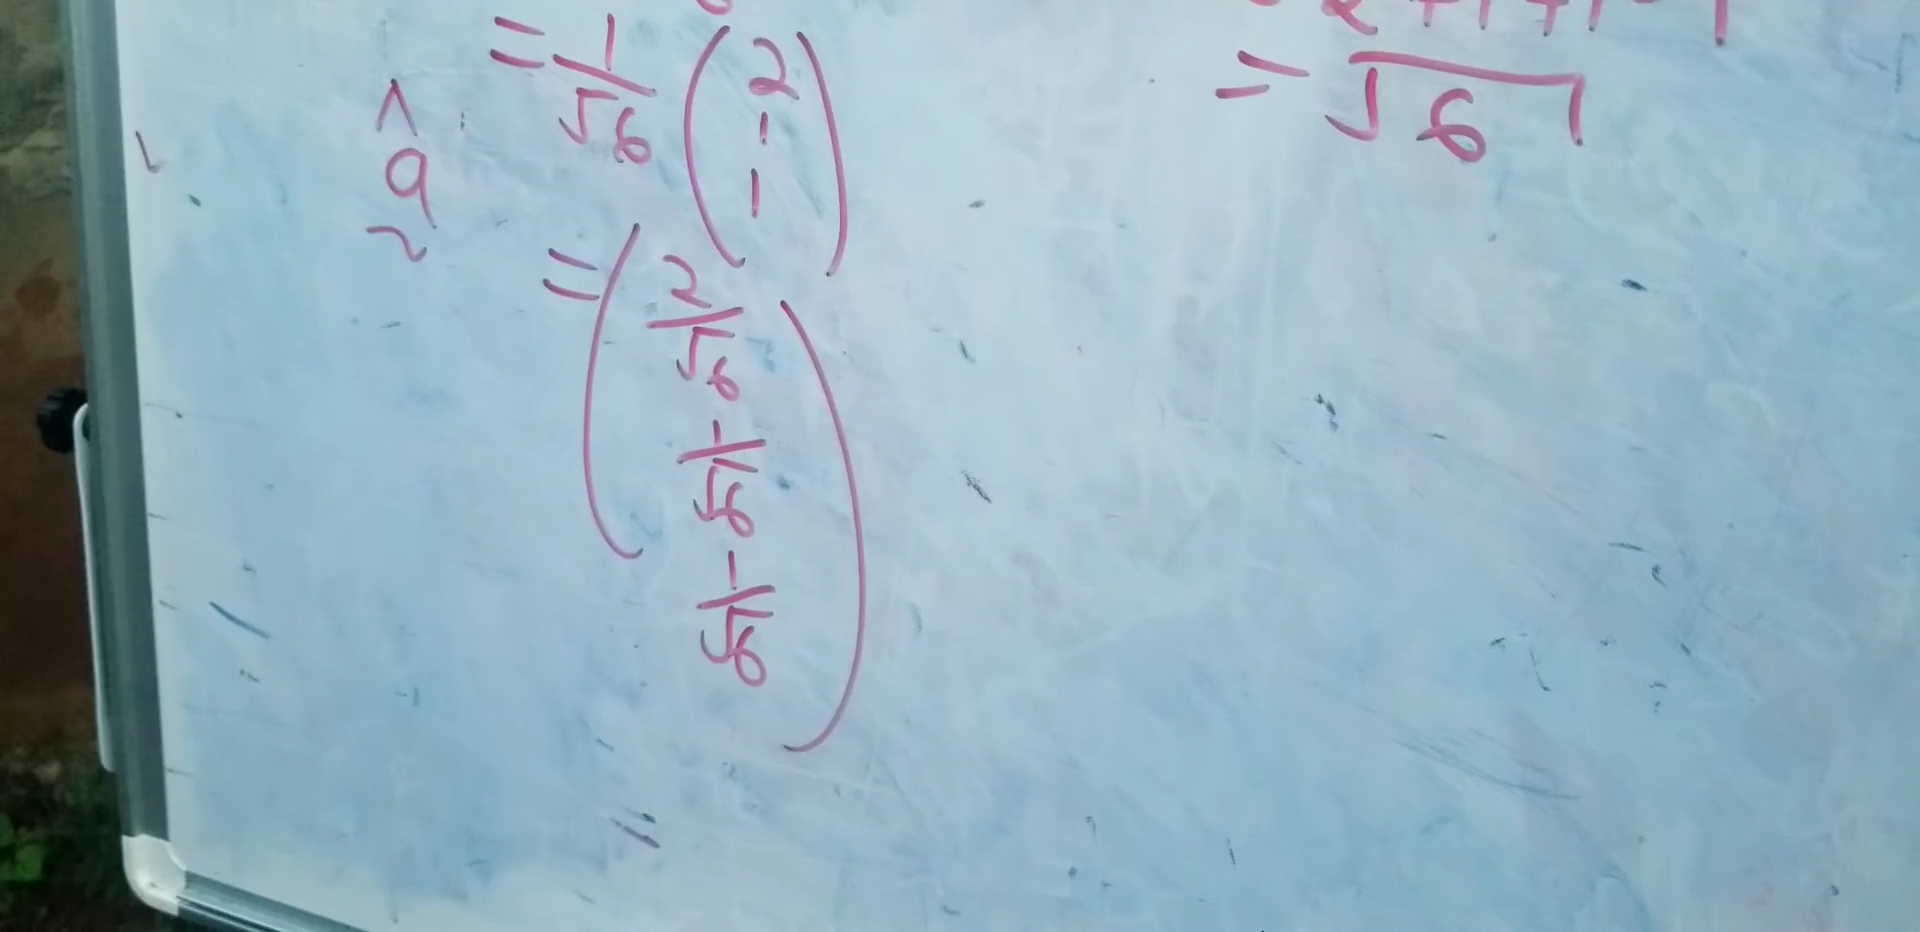 = 1/√6 (2 1 1)
â
~
= (2/√6 1/√6 1/√6)
= √6